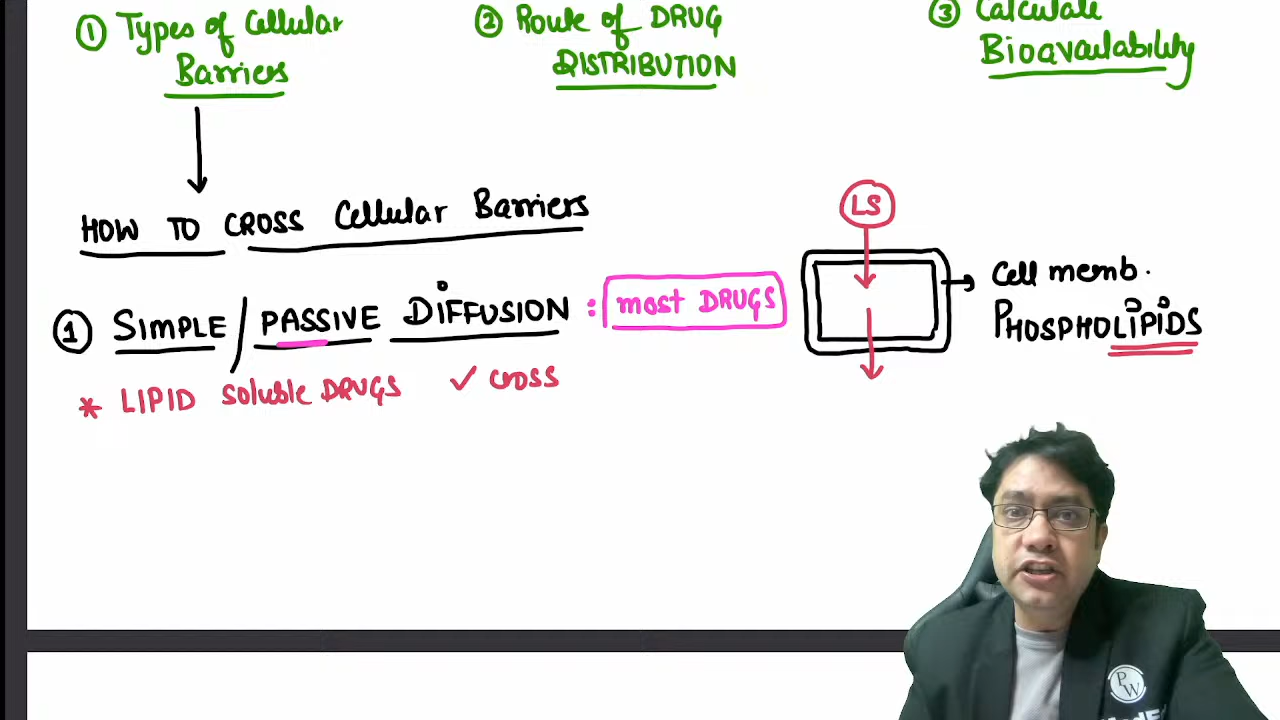 ① Types of Cellular
Barriers
② Route of DRUG
DISTRIBUTION
③ Calculate
Bioavailability
HOW TO CROSS Cellular Barriers
① SIMPLE/PASSIVE DIFFUSION : most DRUGS
* LIPID soluble DRUGS ✓ cross
LS
Cell memb.
PHOSPHOLIPIDS
PW